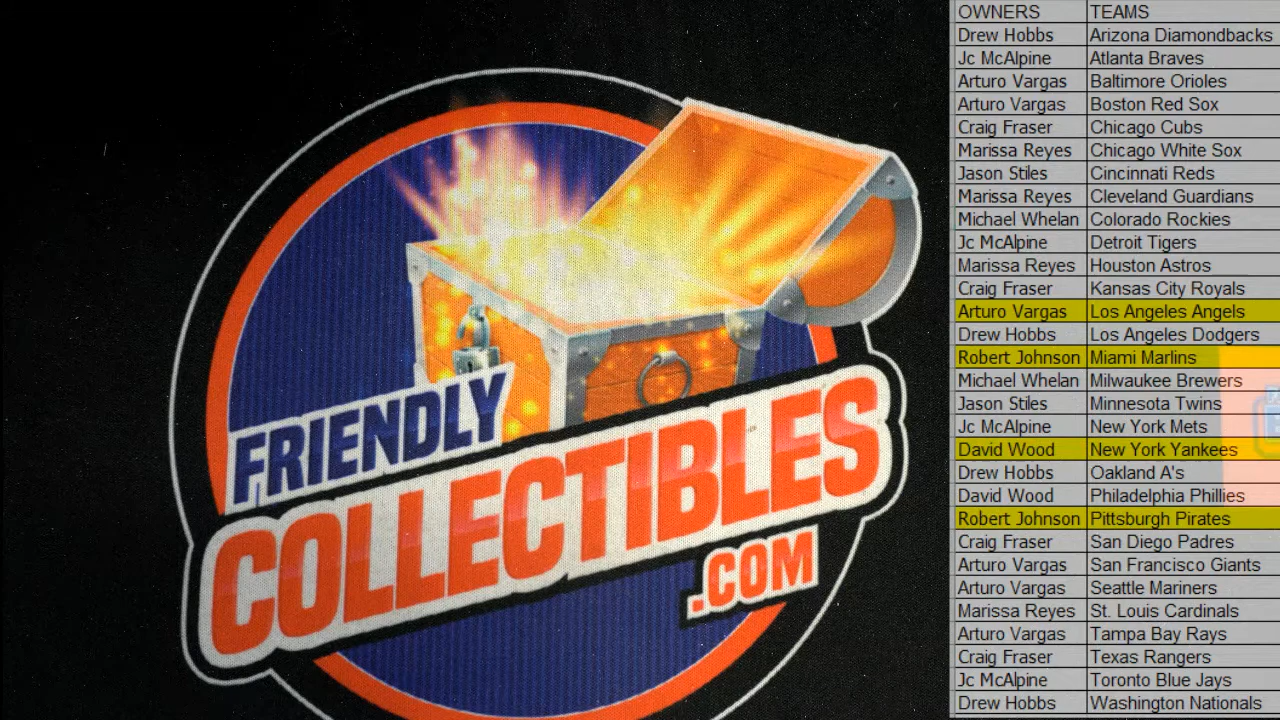 FRIENDLY
COLLECTIBLES
.COM
OWNERS TEAMS
Drew Hobbs Arizona Diamondbacks
Jc McAlpine Atlanta Braves
Arturo Vargas Baltimore Orioles
Arturo Vargas Boston Red Sox
Craig Fraser Chicago Cubs
Marissa Reyes Chicago White Sox
Jason Stiles Cincinnati Reds
Marissa Reyes Cleveland Guardians
Michael Whelan Colorado Rockies
Jc McAlpine Detroit Tigers
Marissa Reyes Houston Astros
Craig Fraser Kansas City Royals
Arturo Vargas Los Angeles Angels
Drew Hobbs Los Angeles Dodgers
Robert Johnson Miami Marlins
Michael Whelan Milwaukee Brewers
Jason Stiles Minnesota Twins
Jc McAlpine New York Mets
David Wood New York Yankees
Drew Hobbs Oakland A's
David Wood Philadelphia Phillies
Robert Johnson Pittsburgh Pirates
Craig Fraser San Diego Padres
Arturo Vargas San Francisco Giants
Arturo Vargas Seattle Mariners
Marissa Reyes St. Louis Cardinals
Arturo Vargas Tampa Bay Rays
Craig Fraser Texas Rangers
Jc McAlpine Toronto Blue Jays
Drew Hobbs Washington Nationals